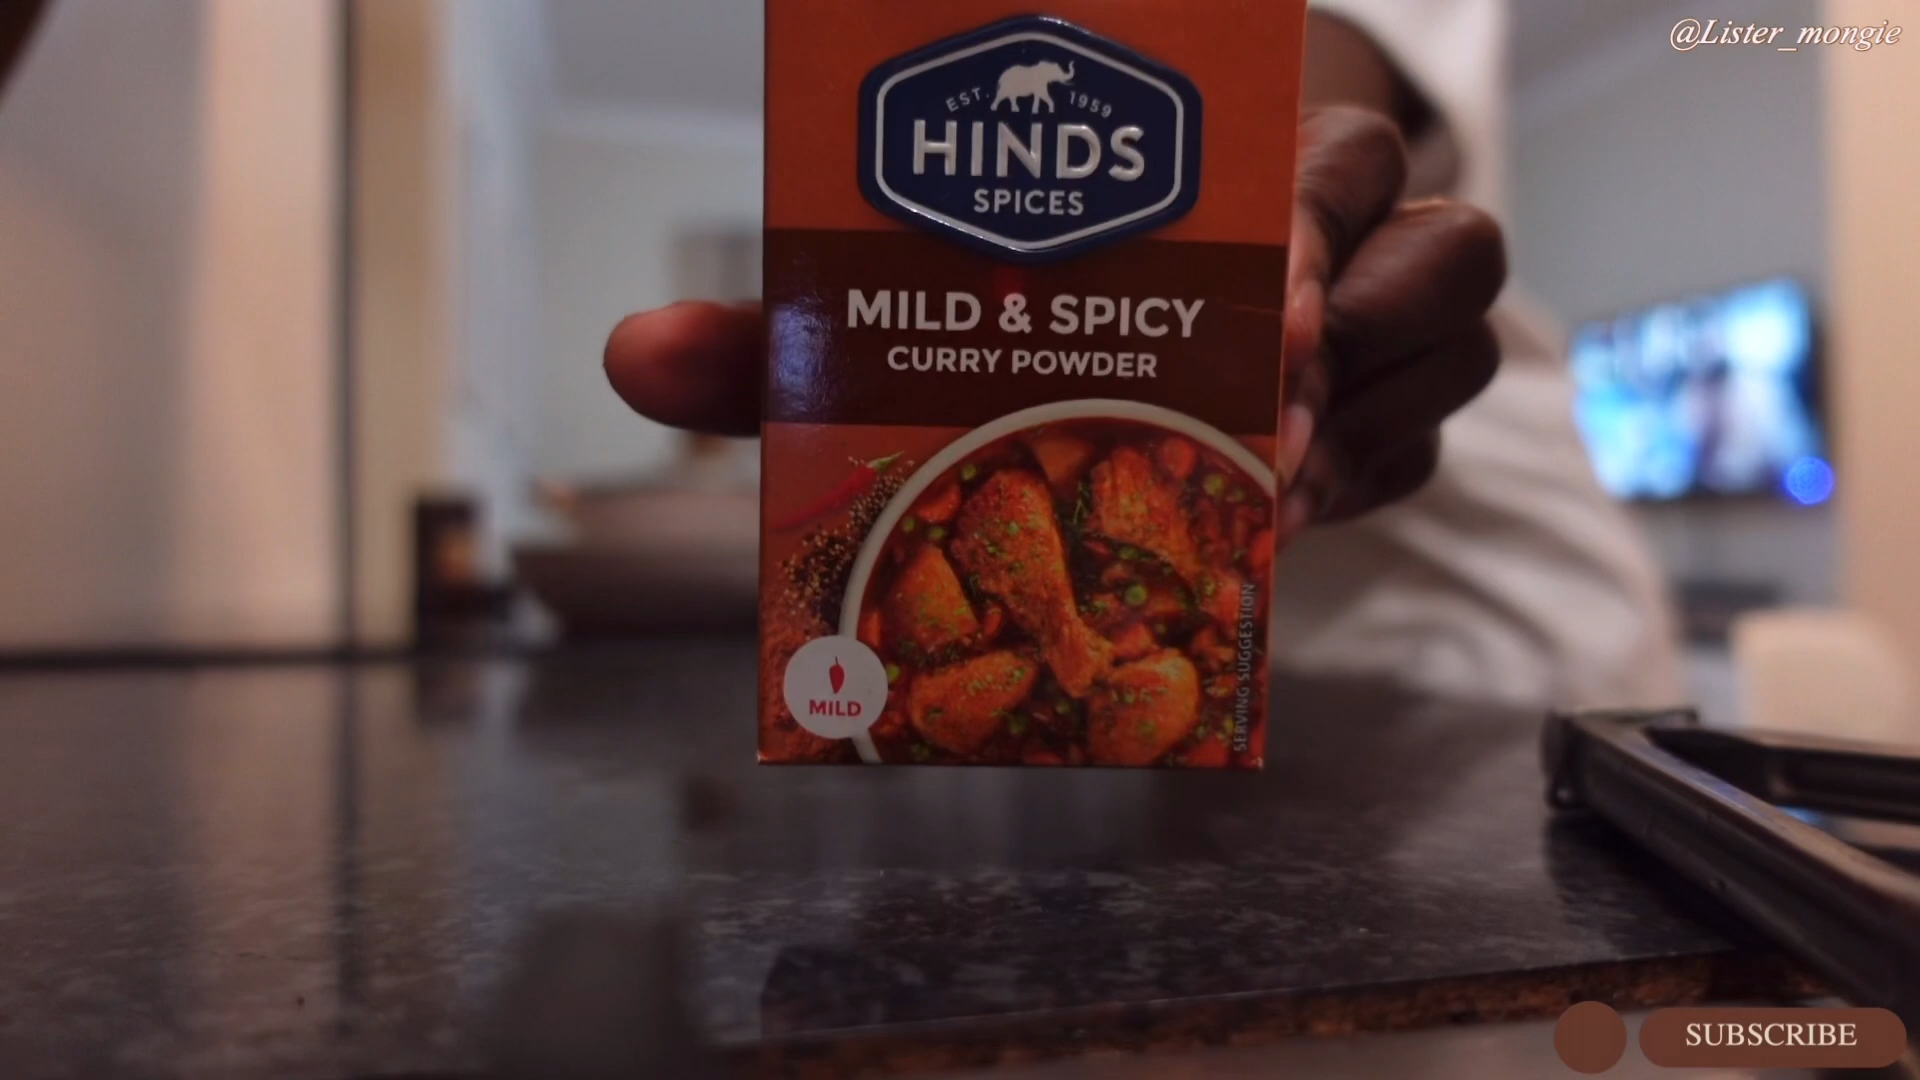 @Lister_mongie
EST. 1959
HINDS
SPICES
MILD & SPICY
CURRY POWDER
MILD
SERVING SUGGESTION
SUBSCRIBE